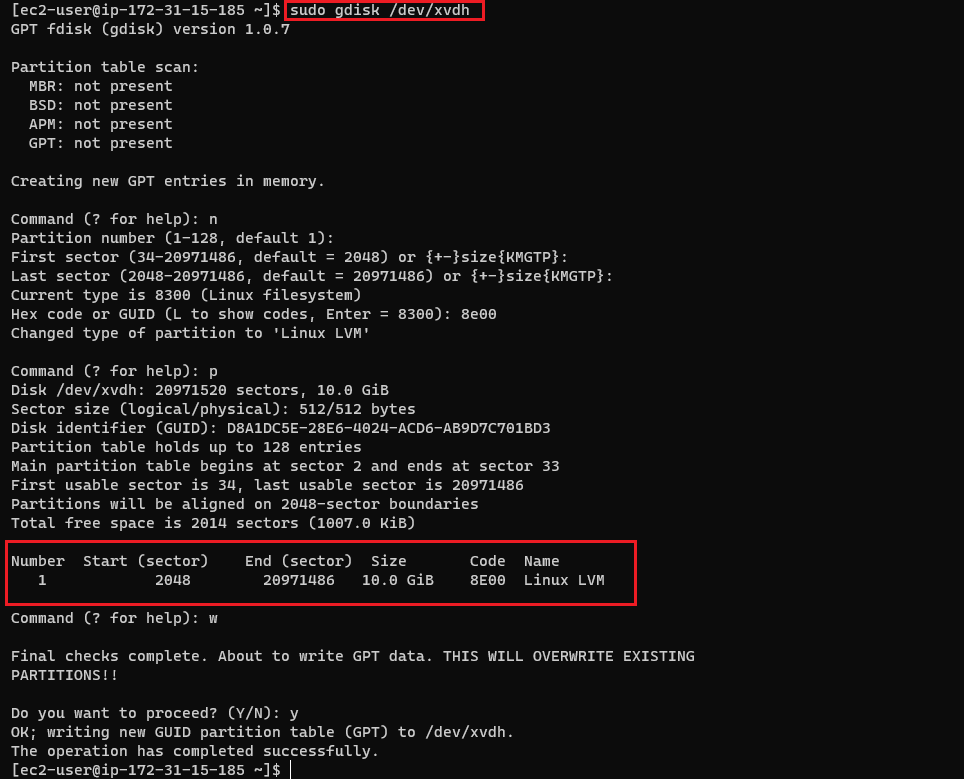 [ec2-user@ip-172-31-15-185 ~]$ sudo gdisk /dev/xvdh
GPT fdisk (gdisk) version 1.0.7
Partition table scan:
  MBR: not present
  BSD: not present
  APM: not present
  GPT: not present
Creating new GPT entries in memory.
Command (? for help): n
Partition number (1-128, default 1):
First sector (34-20971486, default = 2048) or {+-}size{KMGTP}:
Last sector (2048-20971486, default = 20971486) or {+-}size{KMGTP}:
Current type is 8300 (Linux filesystem)
Hex code or GUID (L to show codes, Enter = 8300): 8e00
Changed type of partition to 'Linux LVM'
Command (? for help): p
Disk /dev/xvdh: 20971520 sectors, 10.0 GiB
Sector size (logical/physical): 512/512 bytes
Disk identifier (GUID): D8A1DC5E-28E6-4024-ACD6-AB9D7C701BD3
Partition table holds up to 128 entries
Main partition table begins at sector 2 and ends at sector 33
First usable sector is 34, last usable sector is 20971486
Partitions will be aligned on 2048-sector boundaries
Total free space is 2014 sectors (1007.0 KiB)
Number  Start (sector)    End (sector)  Size       Code  Name
   1            2048        20971486   10.0 GiB    8E00  Linux LVM
Command (? for help): w
Final checks complete. About to write GPT data. THIS WILL OVERWRITE EXISTING
PARTITIONS!!
Do you want to proceed? (Y/N): y
OK; writing new GUID partition table (GPT) to /dev/xvdh.
The operation has completed successfully.
[ec2-user@ip-172-31-15-185 ~]$